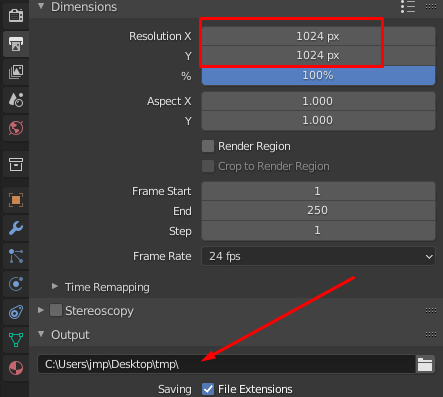 Dimensions
Resolution X 1024 px
Y 1024 px
% 100%
Aspect X 1.000
Y 1.000
Render Region
Crop to Render Region
Frame Start 1
End 250
Step 1
Frame Rate 24 fps
Time Remapping
Stereoscopy
Output
C:\Users\jmp\Desktop\tmp\
Saving File Extensions